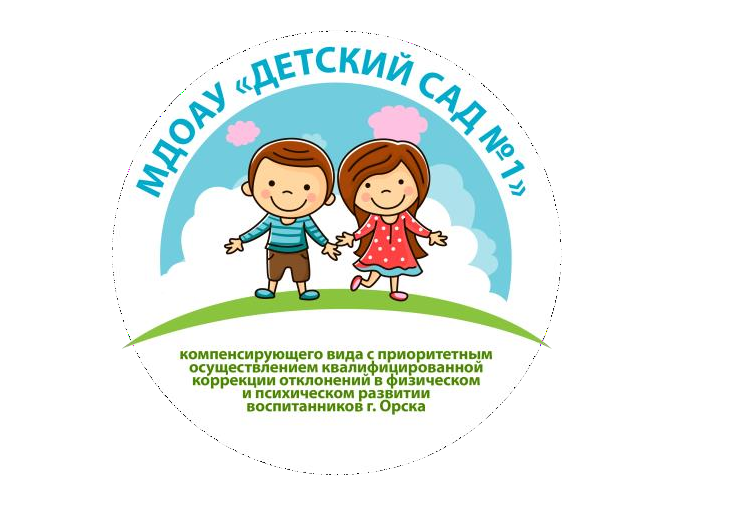 МДОАУ «ДЕТСКИЙ САД №1»
компенсирующего вида с приоритетным
осуществлением квалифицированной
коррекции отклонений в физическом
и психическом развитии
воспитанников г. Орска